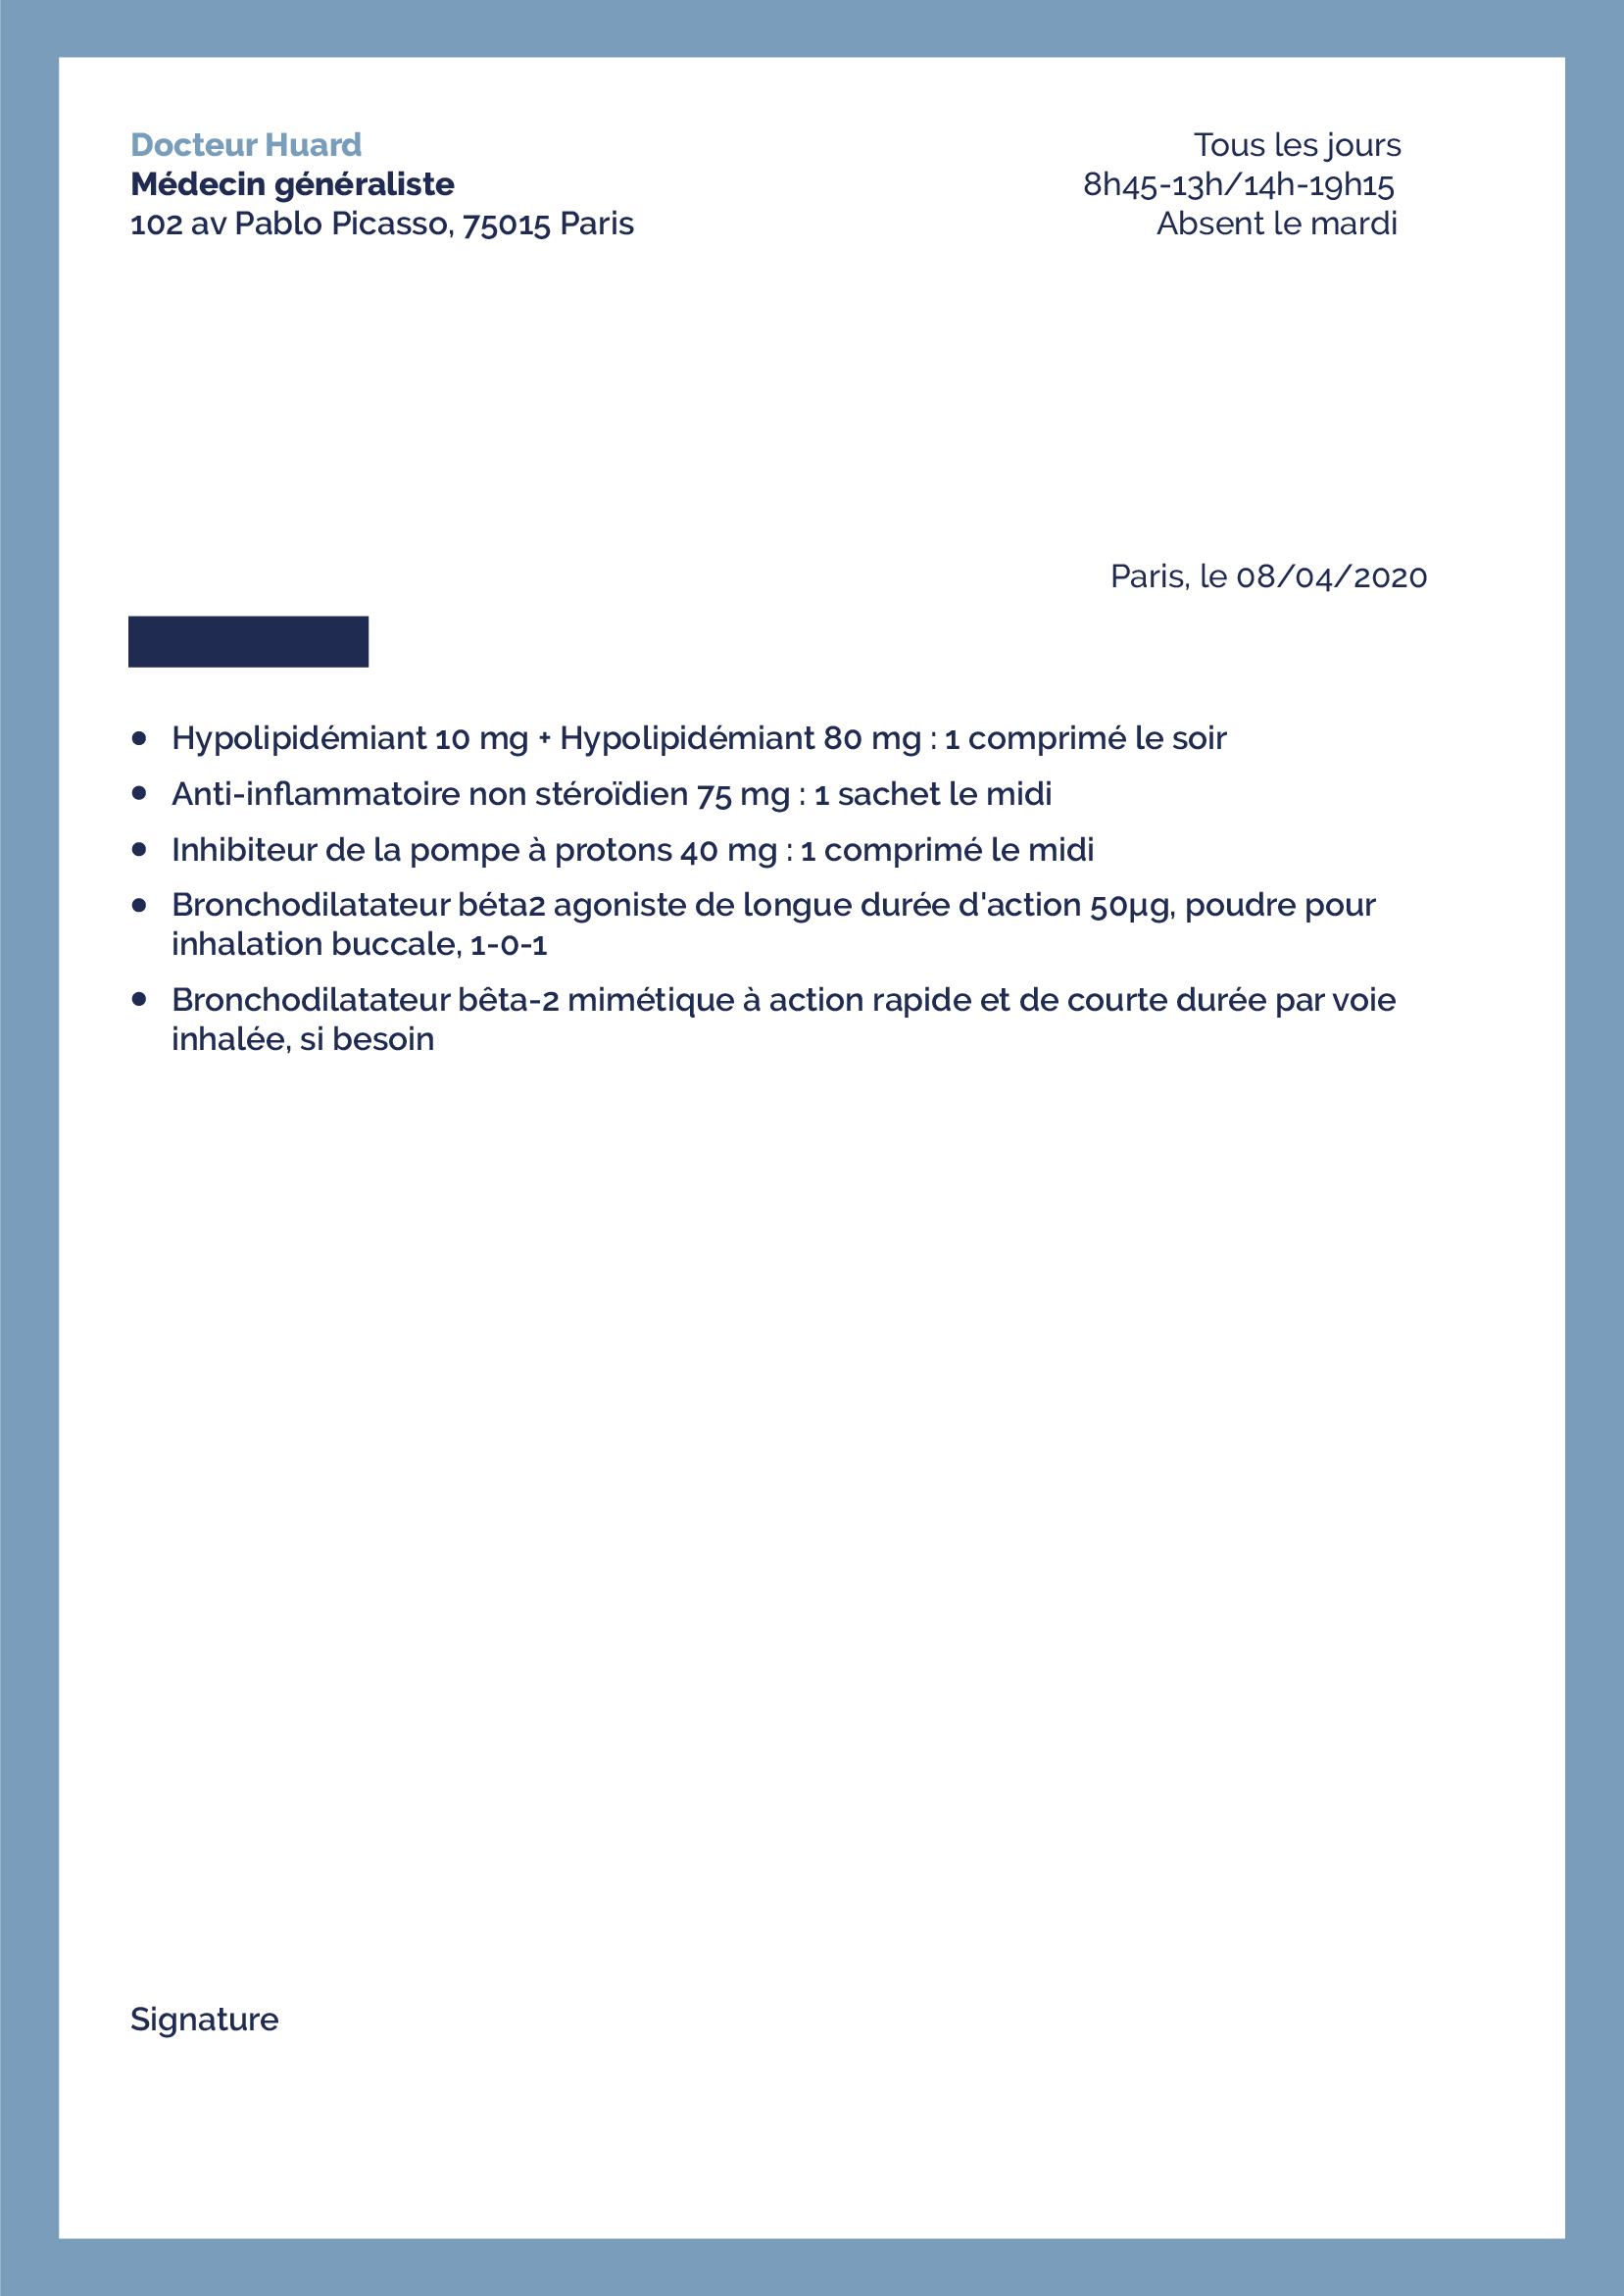 Docteur Huard
Médecin généraliste
102 av Pablo Picasso, 75015 Paris
Tous les jours
8h45-13h/14h-19h15
Absent le mardi
Paris, le 08/04/2020
• Hypolipidémiant 10 mg + Hypolipidémiant 80 mg : 1 comprimé le soir
• Anti-inflammatoire non stéroïdien 75 mg : 1 sachet le midi
• Inhibiteur de la pompe à protons 40 mg : 1 comprimé le midi
• Bronchodilatateur béta2 agoniste de longue durée d'action 50µg, poudre pour
inhalation buccale, 1-0-1
• Bronchodilatateur bêta-2 mimétique à action rapide et de courte durée par voie
inhalée, si besoin
Signature